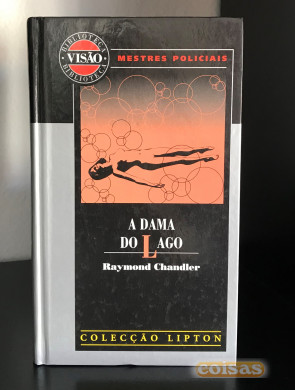 BIBLIOTECA
VISÃO
BIBLIOTECA
MESTRES POLICIAIS
A DAMA
DO LAGO
Raymond Chandler
COLECÇÃO LIPTON
coisas